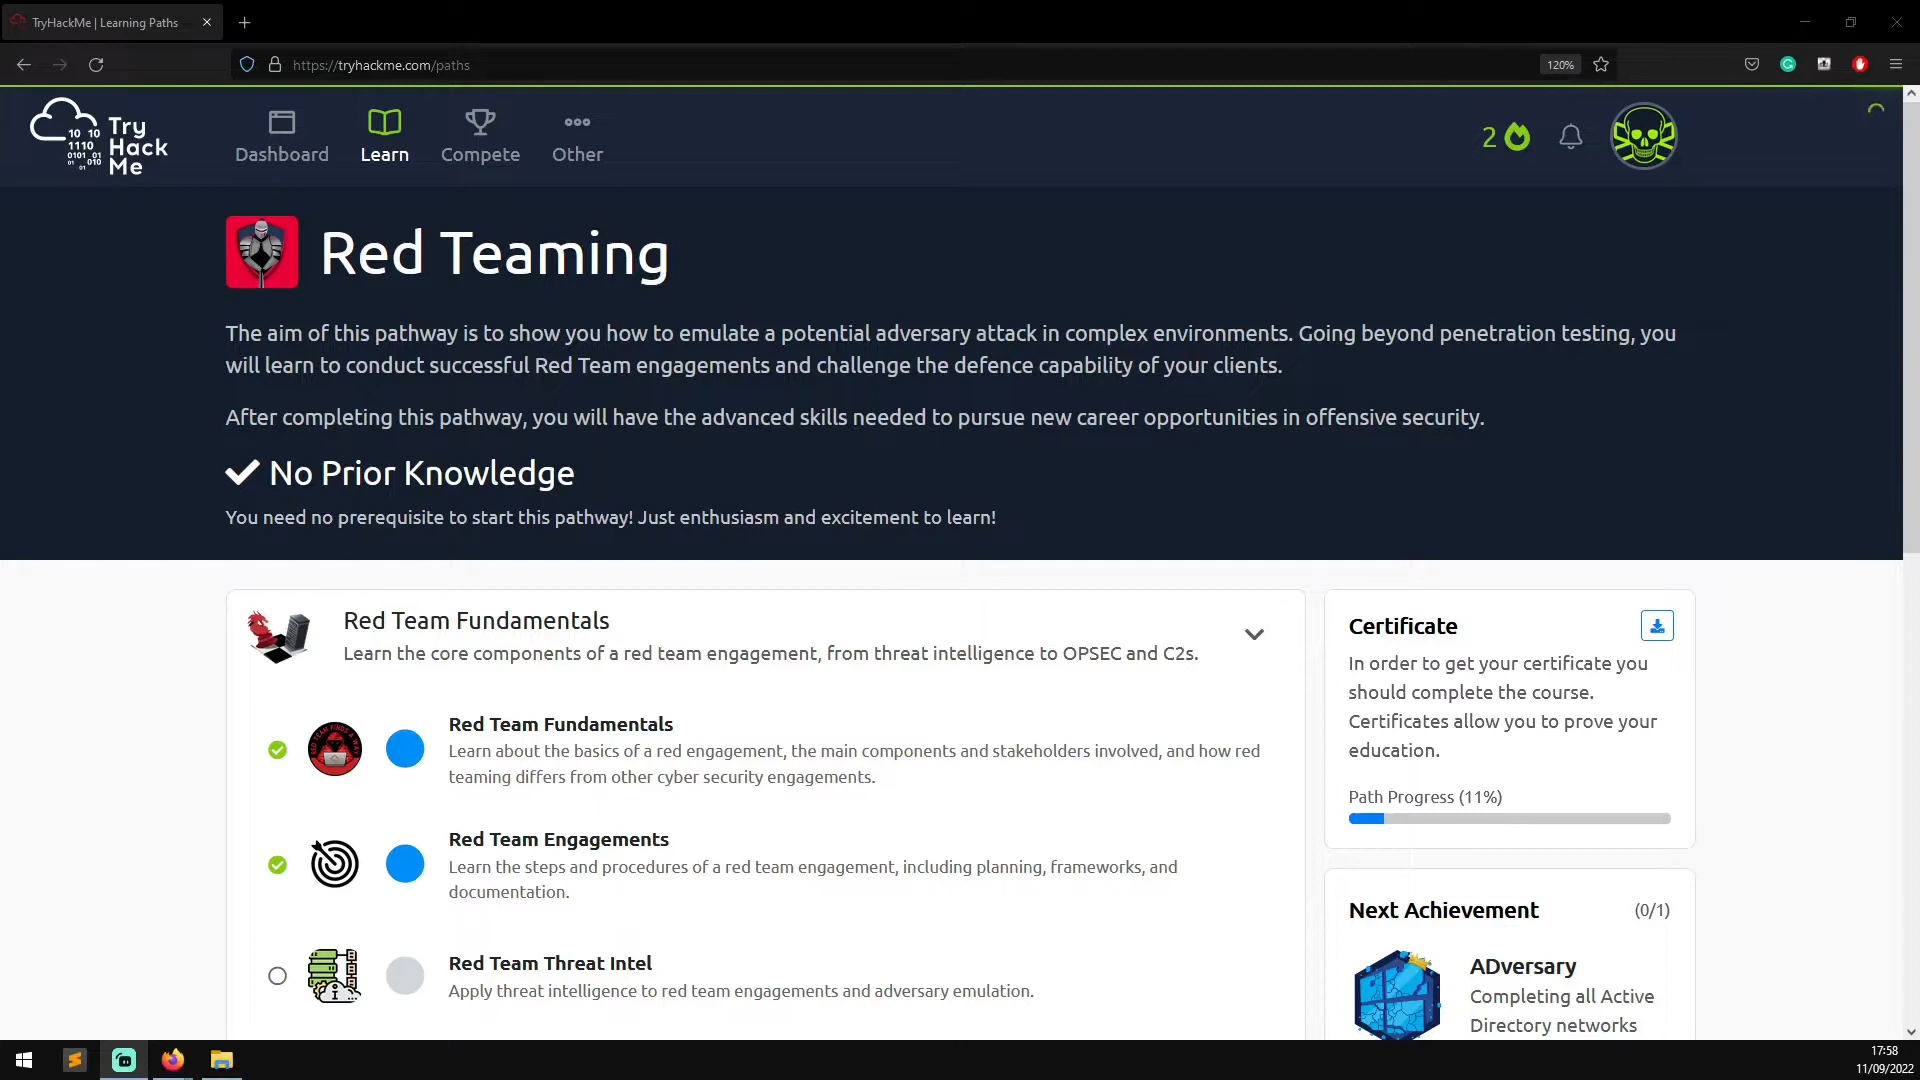 TryHackMe | Learning Paths
https://tryhackme.com/paths
120%
10 10
1110
0101 01
01 010
01
Try
Hack
Me
Dashboard
Learn
Compete
Other
2
Red Teaming
The aim of this pathway is to show you how to emulate a potential adversary attack in complex environments. Going beyond penetration testing, you
will learn to conduct successful Red Team engagements and challenge the defence capability of your clients.
After completing this pathway, you will have the advanced skills needed to pursue new career opportunities in offensive security.
No Prior Knowledge
You need no prerequisite to start this pathway! Just enthusiasm and excitement to learn!
Red Team Fundamentals
Learn the core components of a red team engagement, from threat intelligence to OPSEC and C2s.
Red Team Fundamentals
Learn about the basics of a red engagement, the main components and stakeholders involved, and how red
teaming differs from other cyber security engagements.
Red Team Engagements
Learn the steps and procedures of a red team engagement, including planning, frameworks, and
documentation.
Red Team Threat Intel
Apply threat intelligence to red team engagements and adversary emulation.
Certificate
In order to get your certificate you
should complete the course.
Certificates allow you to prove your
education.
Path Progress (11%)
Next Achievement
(0/1)
ADversary
Completing all Active
Directory networks
17:58
11/09/2022